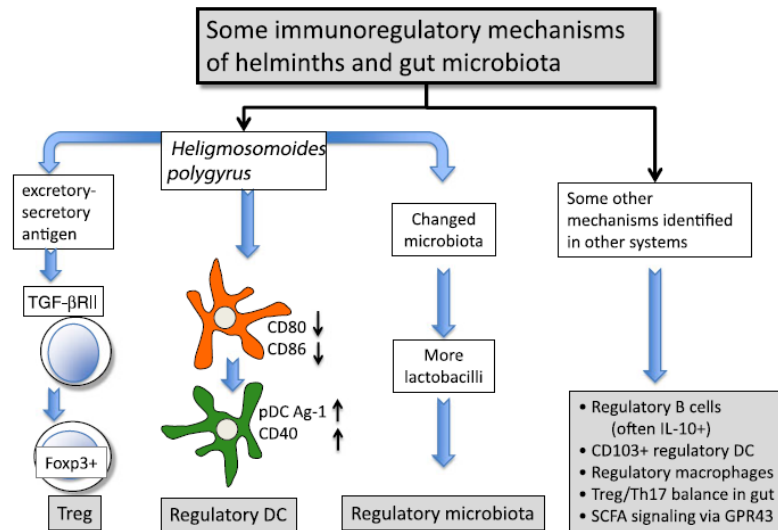 Some immunoregulatory mechanisms
of helminths and gut microbiota
Heligmosomoides
polygyrus
excretory-
secretory
antigen
TGF-βRII
Foxp3+
Treg
CD80 ↓
CD86 ↓
pDC Ag-1 ↑
CD40 ↑
Regulatory DC
Changed
microbiota
More
lactobacilli
Regulatory microbiota
Some other
mechanisms identified
in other systems
• Regulatory B cells
(often IL-10+)
• CD103+ regulatory DC
• Regulatory macrophages
• Treg/Th17 balance in gut
• SCFA signaling via GPR43